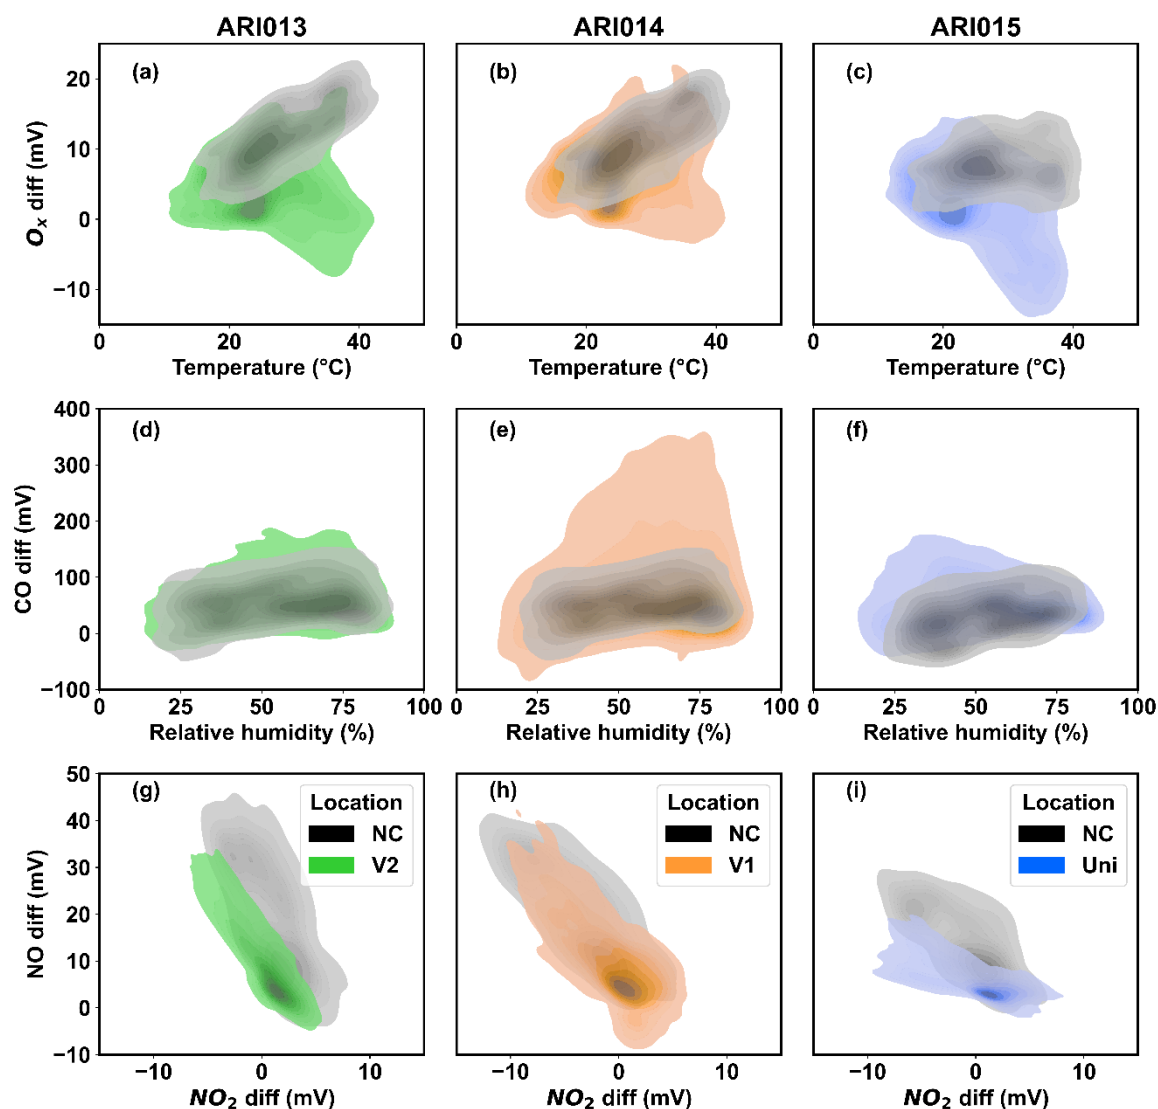 ARI013 ARI014 ARI015
(a) (b) (c)
20
10
0
−10
Oₓ diff (mV)
0 20 40 0 20 40 0 20 40
Temperature (°C) Temperature (°C) Temperature (°C)
(d) (e) (f)
400
300
200
100
0
−100
CO diff (mV)
0 25 50 75 100 0 25 50 75 100 0 25 50 75 100
Relative humidity (%) Relative humidity (%) Relative humidity (%)
(g) (h) (i)
50
40
30
20
10
0
−10
NO diff (mV)
Location
NC
V2
Location
NC
V1
Location
NC
Uni
−10 0 10 −10 0 10 −10 0 10
NO₂ diff (mV) NO₂ diff (mV) NO₂ diff (mV)